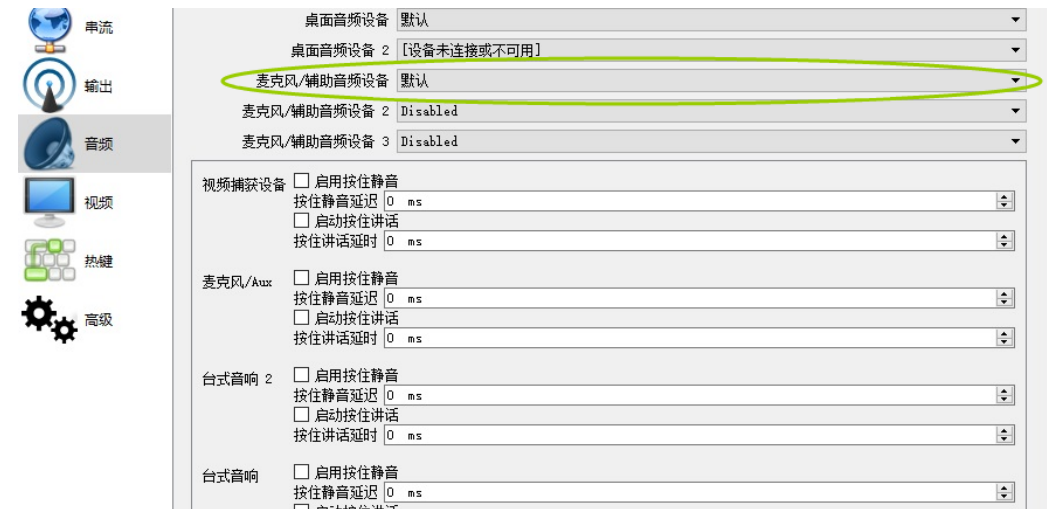 串流
输出
音频
视频
热键
高级
桌面音频设备 默认
桌面音频设备 2 [设备未连接或不可用]
麦克风/辅助音频设备 默认
麦克风/辅助音频设备 2 Disabled
麦克风/辅助音频设备 3 Disabled
视频捕获设备 启用按住静音
按住静音延迟 0 ms
启动按住讲话
按住讲话延时 0 ms
麦克风/Aux 启用按住静音
按住静音延迟 0 ms
启动按住讲话
按住讲话延时 0 ms
台式音响 2 启用按住静音
按住静音延迟 0 ms
启动按住讲话
按住讲话延时 0 ms
台式音响 启用按住静音
按住静音延迟 0 ms